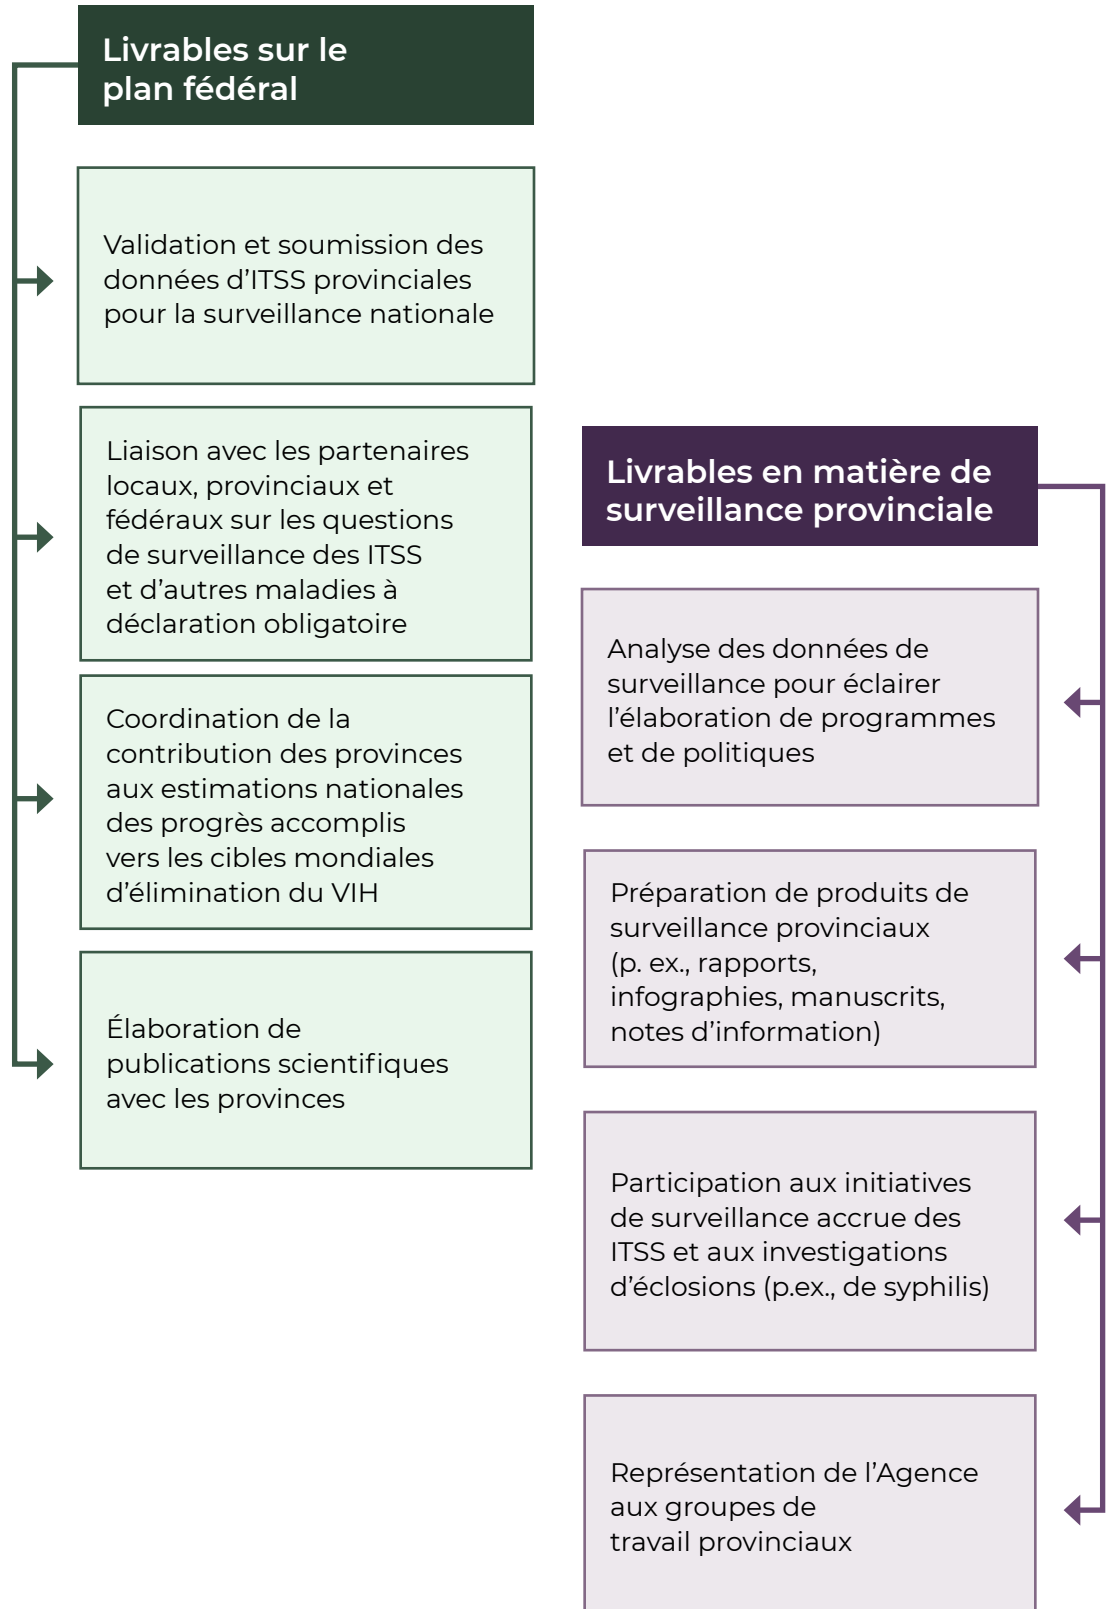 Livrables sur le
plan fédéral
Validation et soumission des
données d’ITSS provinciales
pour la surveillance nationale
Liaison avec les partenaires
locaux, provinciaux et
fédéraux sur les questions
de surveillance des ITSS
et d’autres maladies à
déclaration obligatoire
Coordination de la
contribution des provinces
aux estimations nationales
des progrès accomplis
vers les cibles mondiales
d’élimination du VIH
Élaboration de
publications scientifiques
avec les provinces
Livrables en matière de
surveillance provinciale
Analyse des données de
surveillance pour éclairer
l’élaboration de programmes
et de politiques
Préparation de produits de
surveillance provinciaux
(p. ex., rapports,
infographies, manuscrits,
notes d’information)
Participation aux initiatives
de surveillance accrue des
ITSS et aux investigations
d’éclosions (p.ex., de syphilis)
Représentation de l’Agence
aux groupes de
travail provinciaux